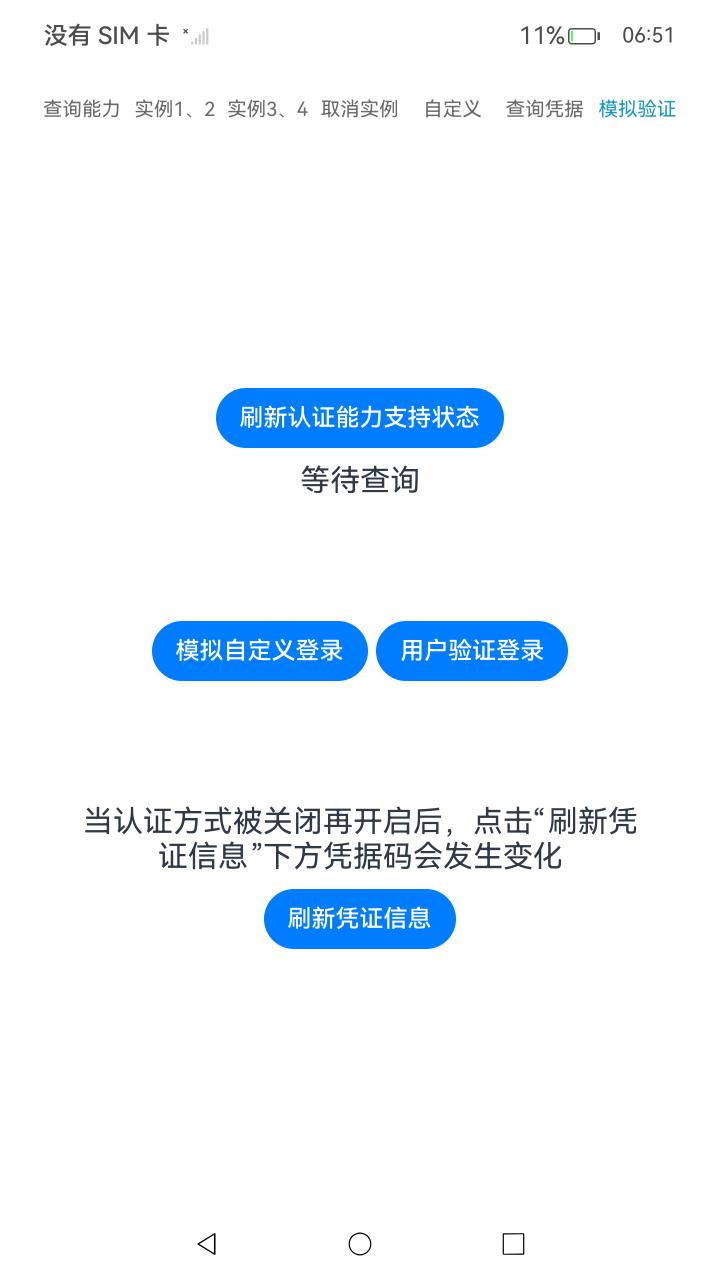 没有 SIM 卡 11% 06:51
查询能力 实例1、2 实例3、4 取消实例 自定义 查询凭据 模拟验证
刷新认证能力支持状态
等待查询
模拟自定义登录 用户验证登录
当认证方式被关闭再开启后，点击“刷新凭
证信息”下方凭据码会发生变化
刷新凭证信息